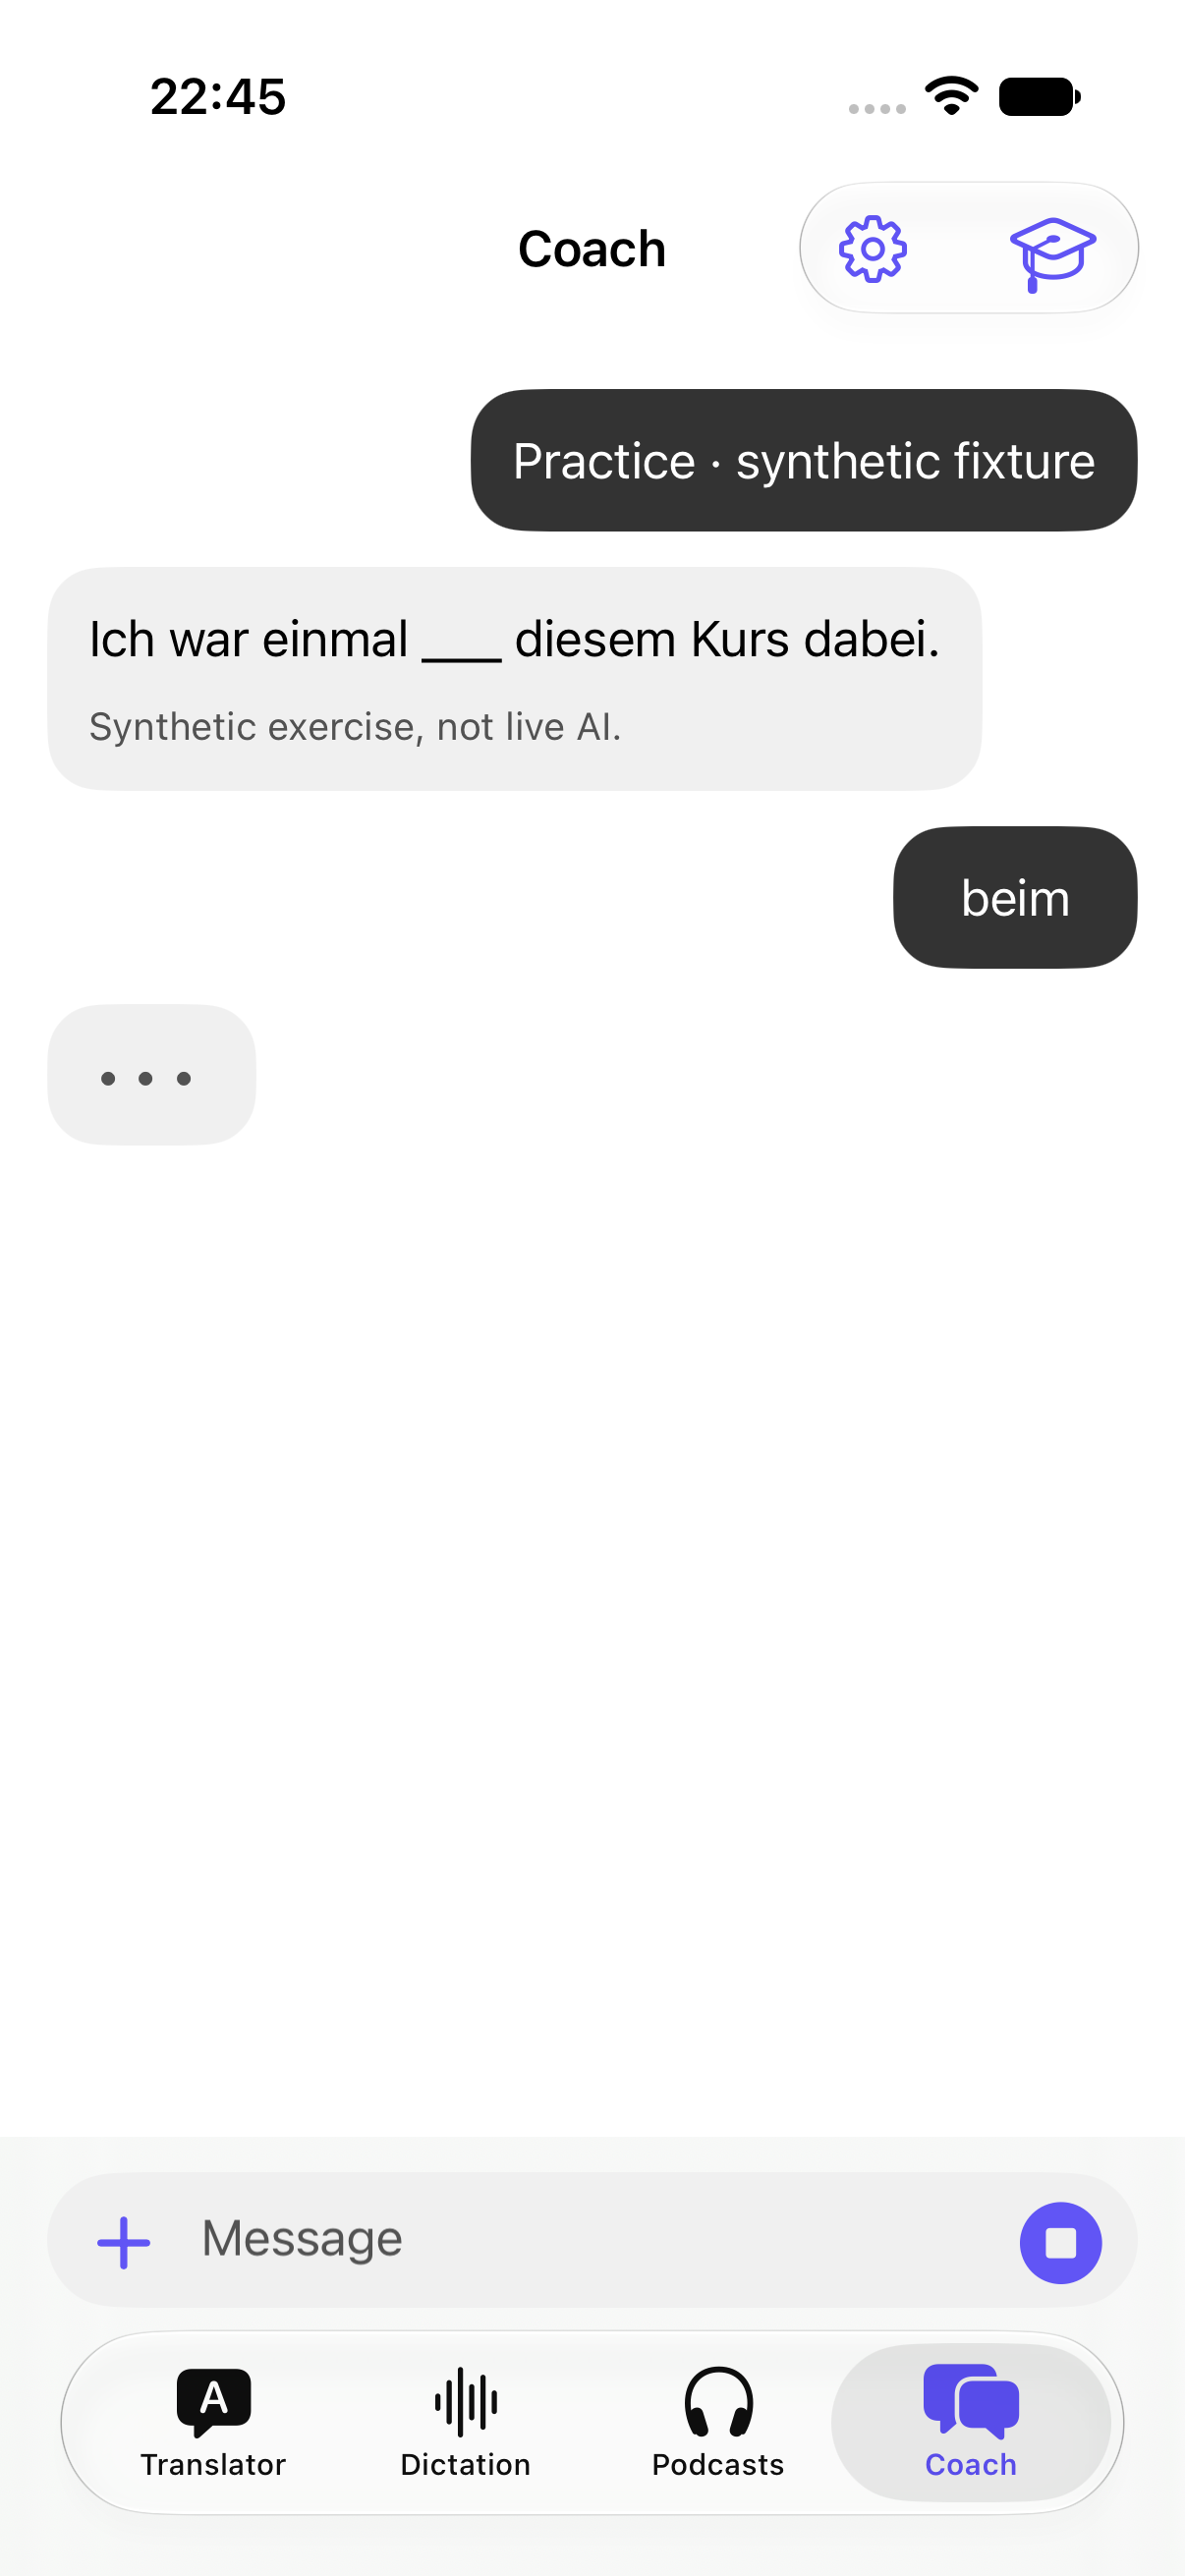 22:45
Coach
Practice · synthetic fixture
Ich war einmal ___ diesem Kurs dabei.
Synthetic exercise, not live AI.
beim
Message
Translator
Dictation
Podcasts
Coach